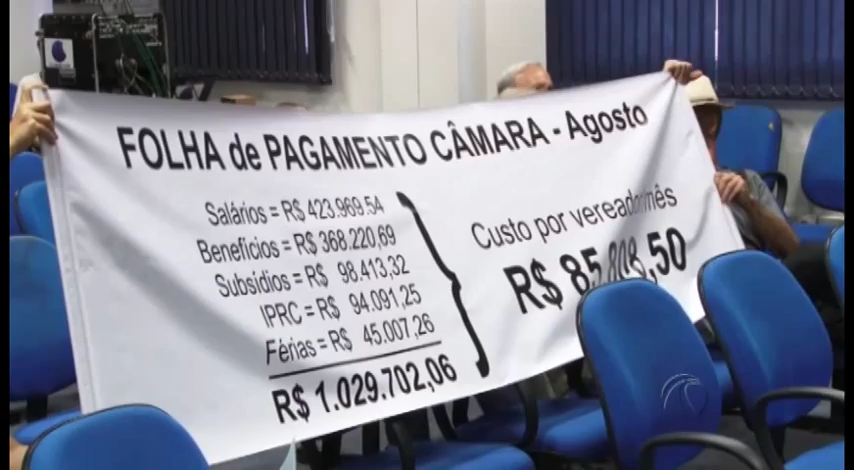 FOLHA de PAGAMENTO CÂMARA - Agosto
Salários = R$ 423.969.54
Benefícios = R$ 368.220,69
Subsídios = R$ 98.413,32
IPRC = R$ 94.091,25
Férias = R$ 45.007,26
R$ 1.029.702,06
Custo por vereador/mês
R$ 85.808,50